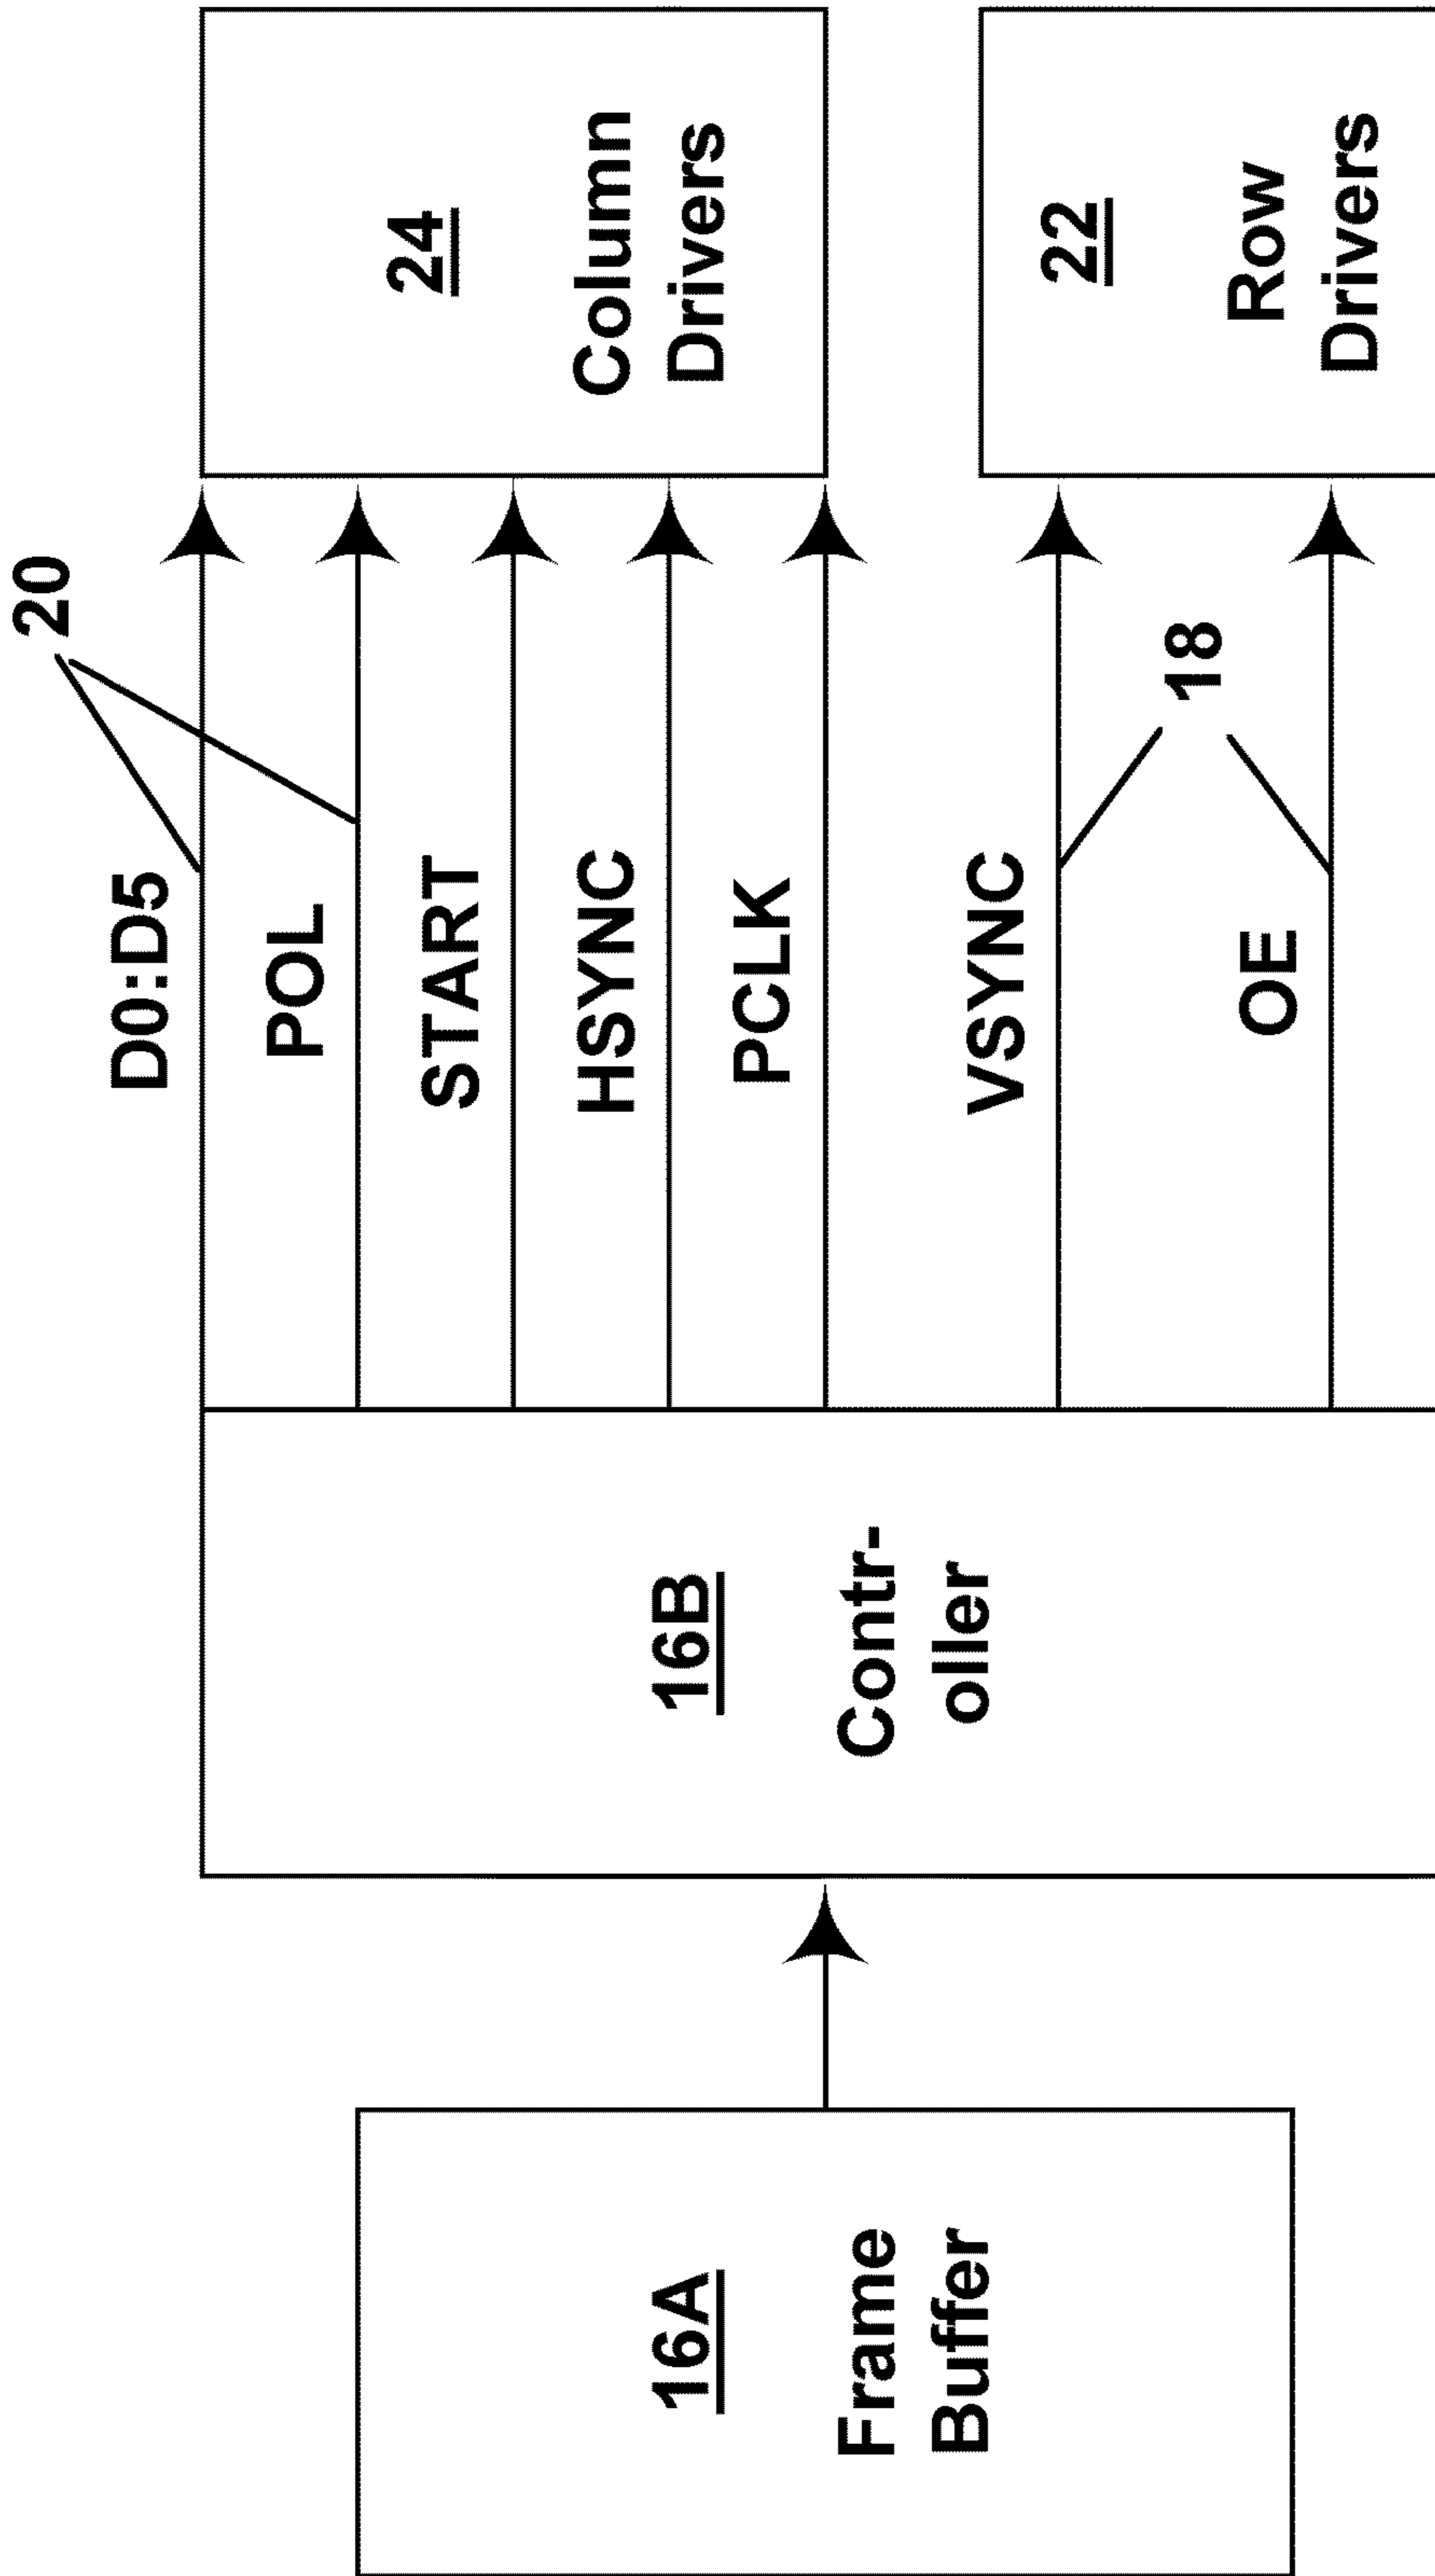 16A
Frame
Buffer
16B
Contr-
oller
20
D0:D5
POL
START
HSYNC
PCLK
VSYNC
18
OE
24
Column
Drivers
22
Row
Drivers